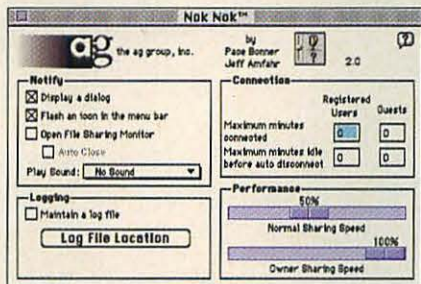 Nok Nok™
ag
the ag group, inc.
by
Pace Bonner
Jeff Amfahr
2.0
?
?
Notify
Display a dialog
Flash an icon in the menu bar
Open File Sharing Monitor
Auto Close
Play Sound: No Sound
Logging
Maintain a log file
Log File Location
Connection
Registered Users
Guests
Maximum minutes connected
0
0
Maximum minutes idle before auto disconnect
0
0
Performance
50%
Normal Sharing Speed
100%
Owner Sharing Speed